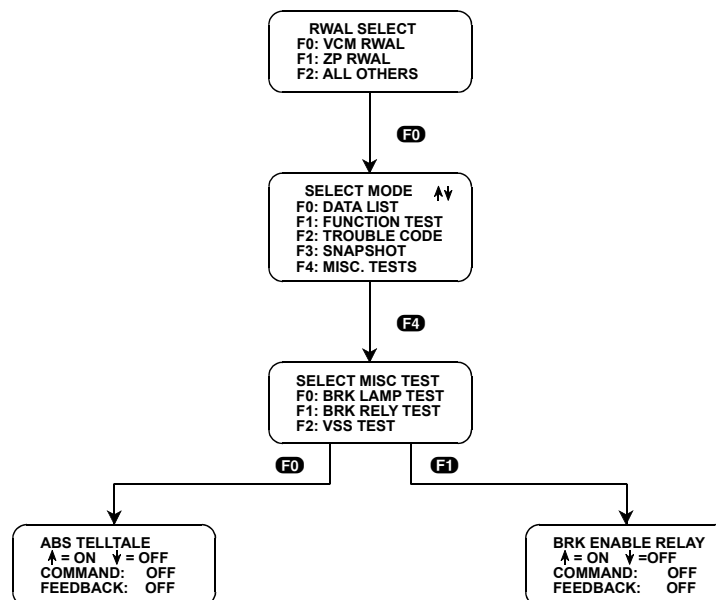 RWAL SELECT
F0: VCM RWAL
F1: ZP RWAL
F2: ALL OTHERS
F0
SELECT MODE
F0: DATA LIST
F1: FUNCTION TEST
F2: TROUBLE CODE
F3: SNAPSHOT
F4: MISC. TESTS
F4
SELECT MISC TEST
F0: BRK LAMP TEST
F1: BRK RELY TEST
F2: VSS TEST
F0
F1
ABS TELLTALE
= ON = OFF
COMMAND: OFF
FEEDBACK: OFF
BRK ENABLE RELAY
= ON =OFF
COMMAND: OFF
FEEDBACK: OFF